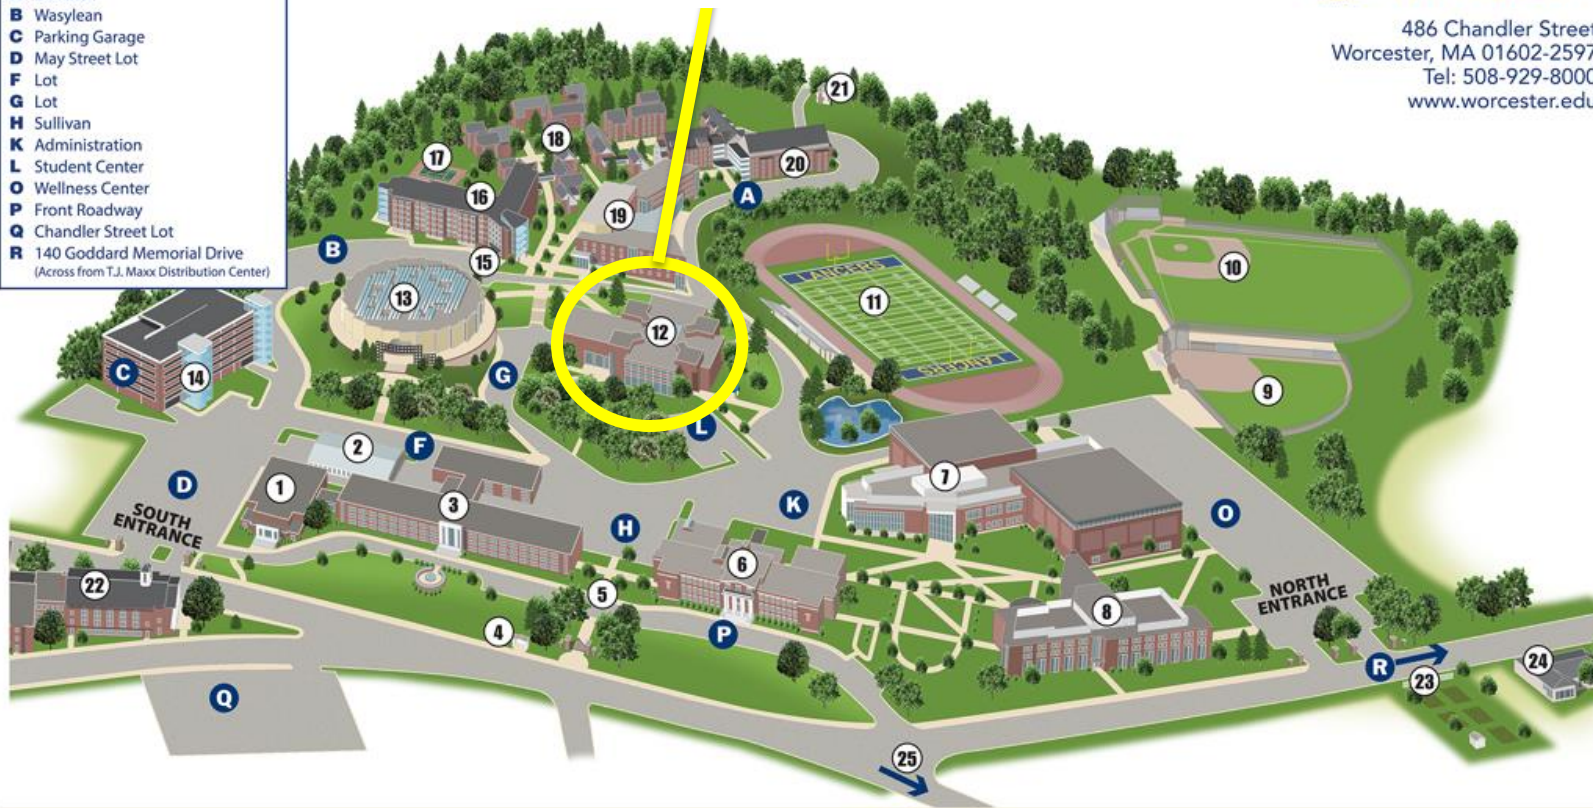 B Wasylean
C Parking Garage
D May Street Lot
F Lot
G Lot
H Sullivan
K Administration
L Student Center
O Wellness Center
P Front Roadway
Q Chandler Street Lot
R 140 Goddard Memorial Drive
(Across from T.J. Maxx Distribution Center)
486 Chandler Street
Worcester, MA 01602-2597
Tel: 508-929-8000
www.worcester.edu
21
18
17
20
16
A
19
B
15
10
13
11
12
C
14
G
9
L
2
F
7
1
D
3
K
O
SOUTH
ENTRANCE
H
6
LANCERS
LANCERS
22
5
NORTH
ENTRANCE
8
4
P
R
24
23
Q
25